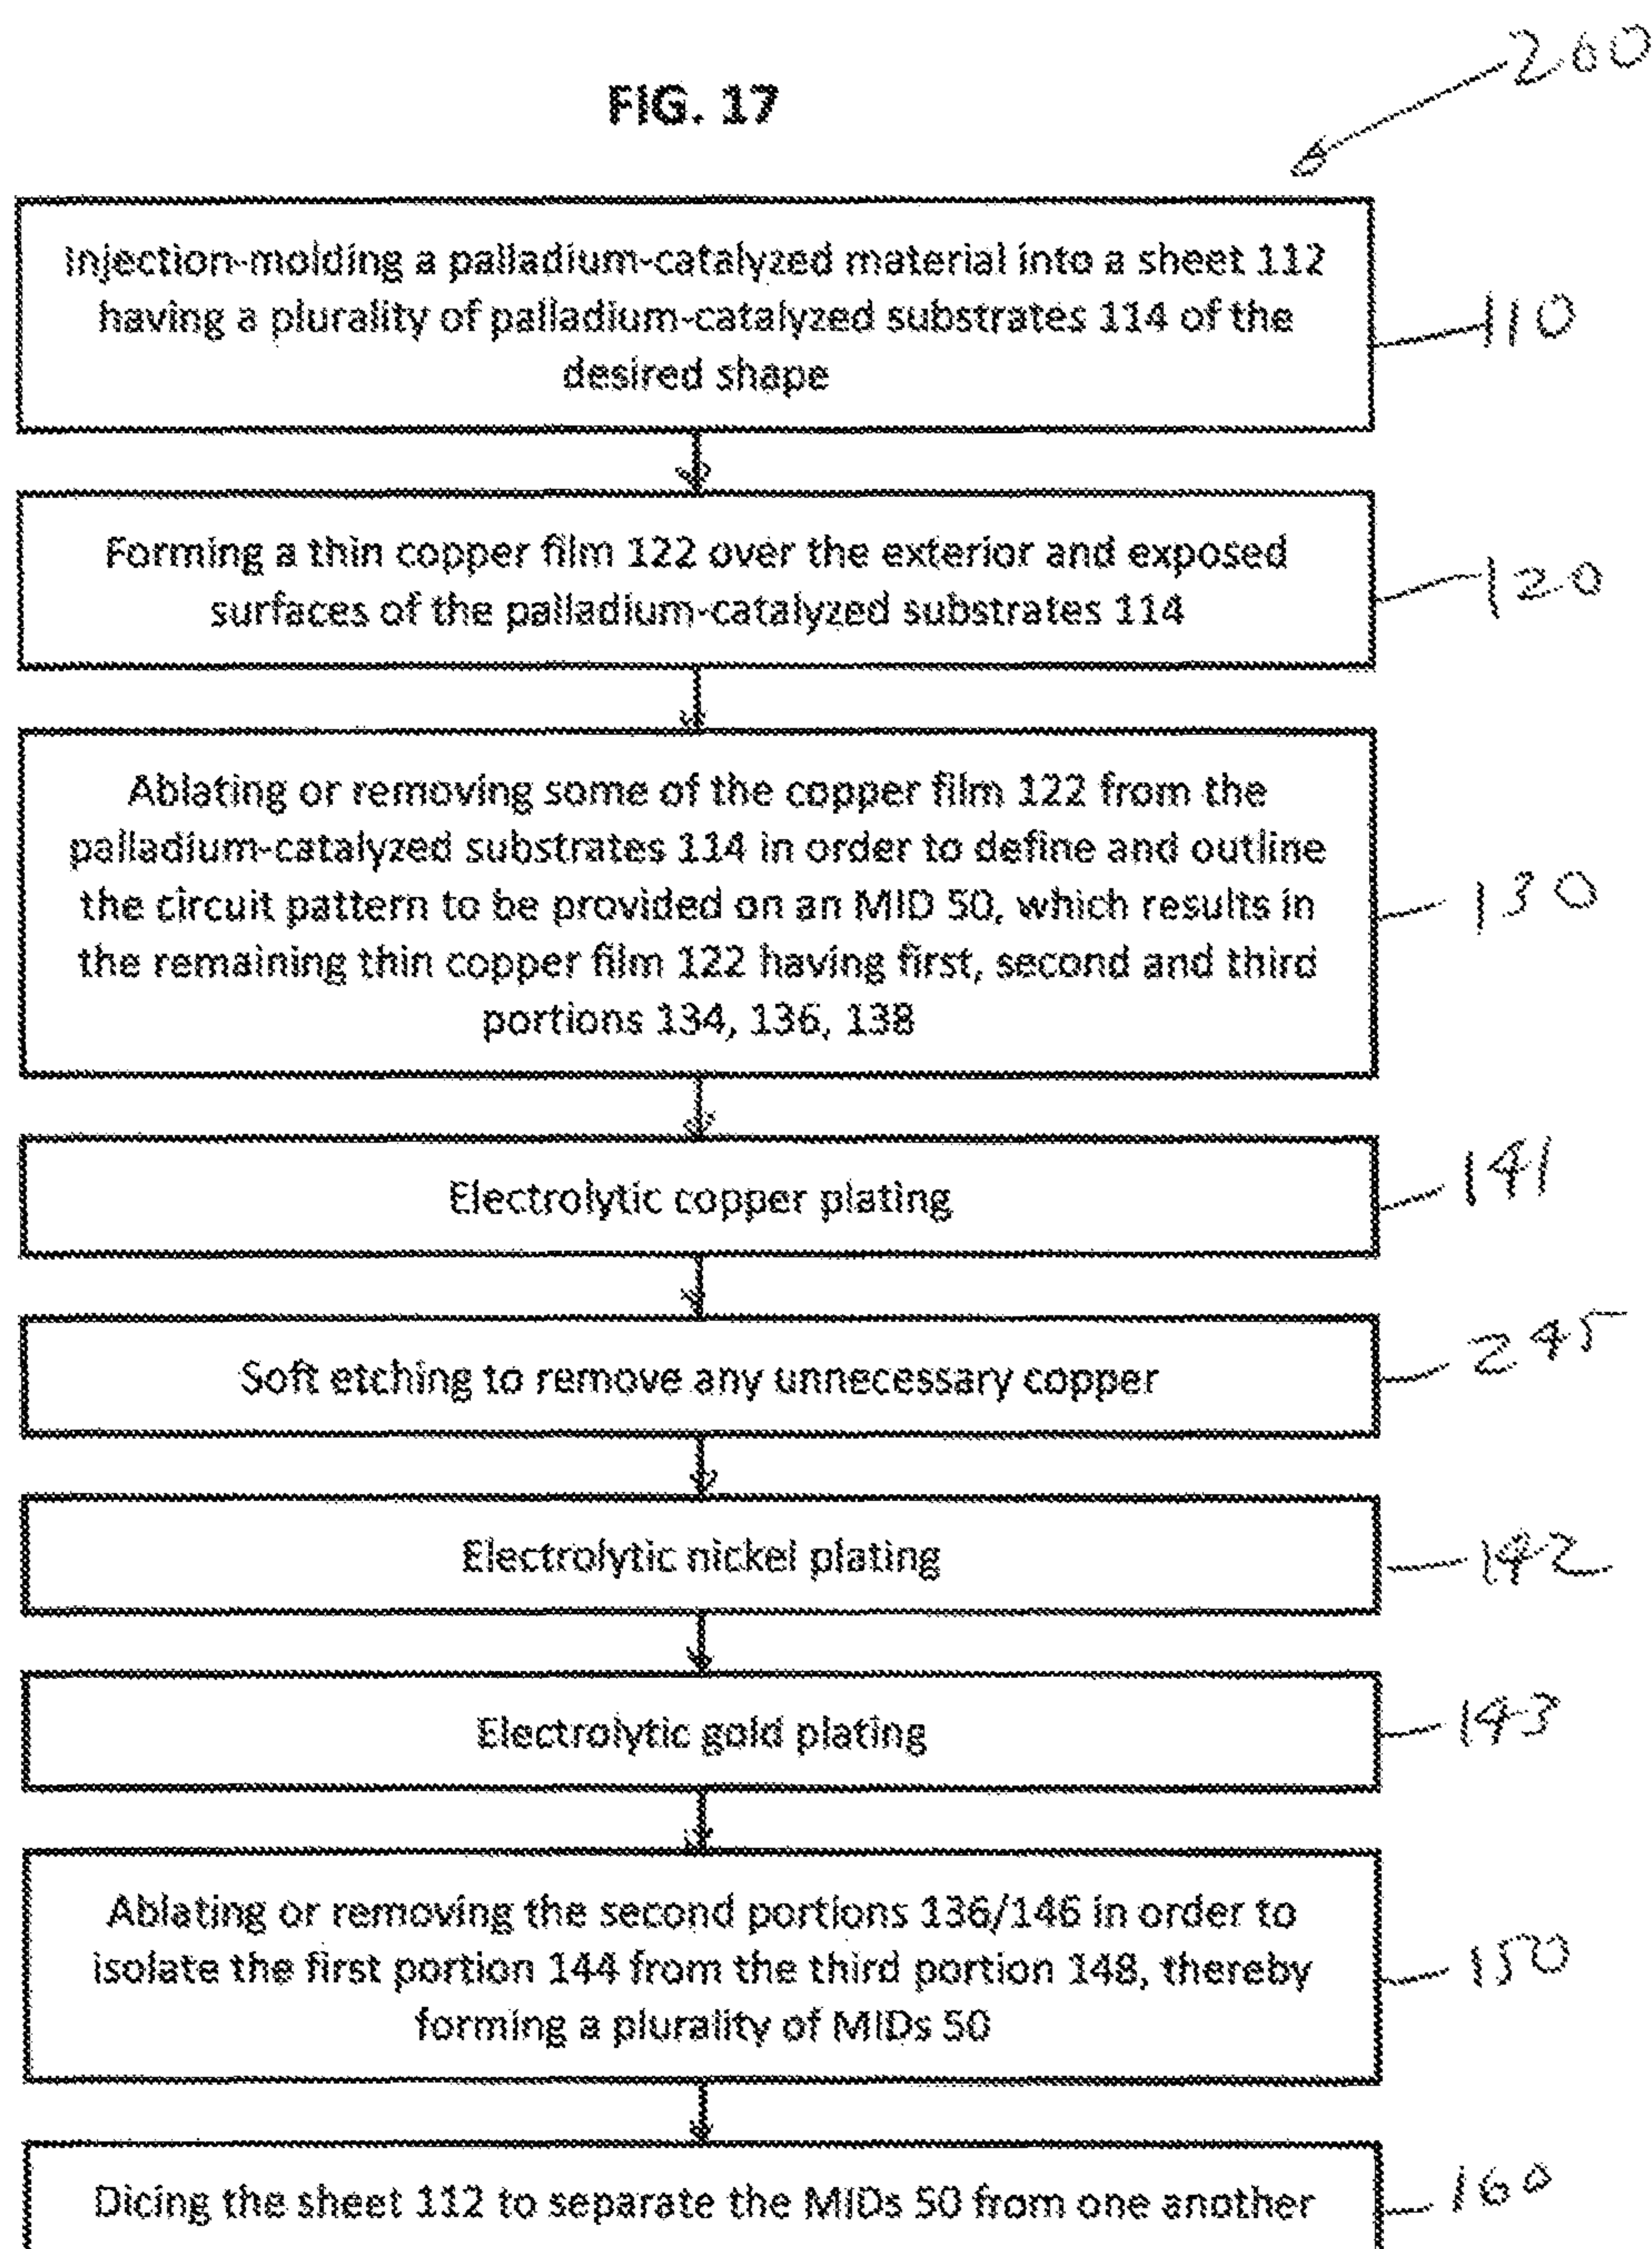 260
FIG. 17
Injection-molding a palladium-catalyzed material into a sheet 112
having a plurality of palladium-catalyzed substrates 114 of the
desired shape
110
Forming a thin copper film 122 over the exterior and exposed
surfaces of the palladium-catalyzed substrates 114
120
Ablating or removing some of the copper film 122 from the
palladium-catalyzed substrates 114 in order to define and outline
the circuit pattern to be provided on an MID 50, which results in
the remaining thin copper film 122 having first, second and third
portions 134, 136, 138
130
Electrolytic copper plating
141
Soft etching to remove any unnecessary copper
245
Electrolytic nickel plating
142
Electrolytic gold plating
143
Ablating or removing the second portions 136/146 in order to
isolate the first portion 144 from the third portion 148, thereby
forming a plurality of MIDs 50
150
Dicing the sheet 112 to separate the MIDs 50 from one another
160